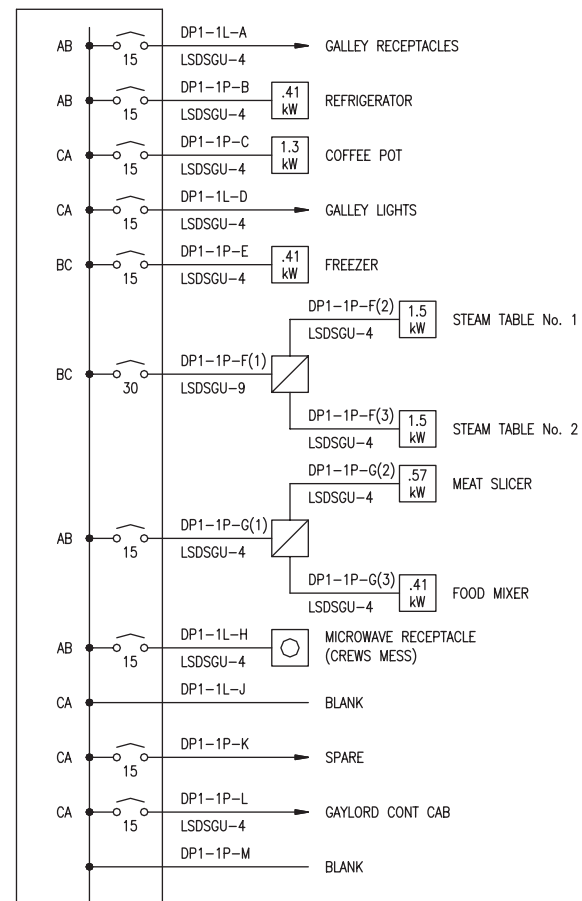 DP1-1L-A
AB 15 LSDSGU-4 GALLEY RECEPTACLES
DP1-1P-B
AB 15 LSDSGU-4 .41 kW REFRIGERATOR
DP1-1P-C
CA 15 LSDSGU-4 1.3 kW COFFEE POT
DP1-1L-D
CA 15 LSDSGU-4 GALLEY LIGHTS
DP1-1P-E
BC 15 LSDSGU-4 .41 kW FREEZER
DP1-1P-F(2)
LSDSGU-4 1.5 kW STEAM TABLE No. 1
DP1-1P-F(1)
BC 30 LSDSGU-9
DP1-1P-F(3)
LSDSGU-4 1.5 kW STEAM TABLE No. 2
DP1-1P-G(2)
LSDSGU-4 .57 kW MEAT SLICER
DP1-1P-G(1)
AB 15 LSDSGU-4
DP1-1P-G(3)
LSDSGU-4 .41 kW FOOD MIXER
DP1-1L-H
AB 15 LSDSGU-4 MICROWAVE RECEPTACLE
(CREWS MESS)
DP1-1L-J
CA BLANK
DP1-1P-K
CA 15 SPARE
DP1-1P-L
CA 15 LSDSGU-4 GAYLORD CONT CAB
DP1-1P-M
BLANK